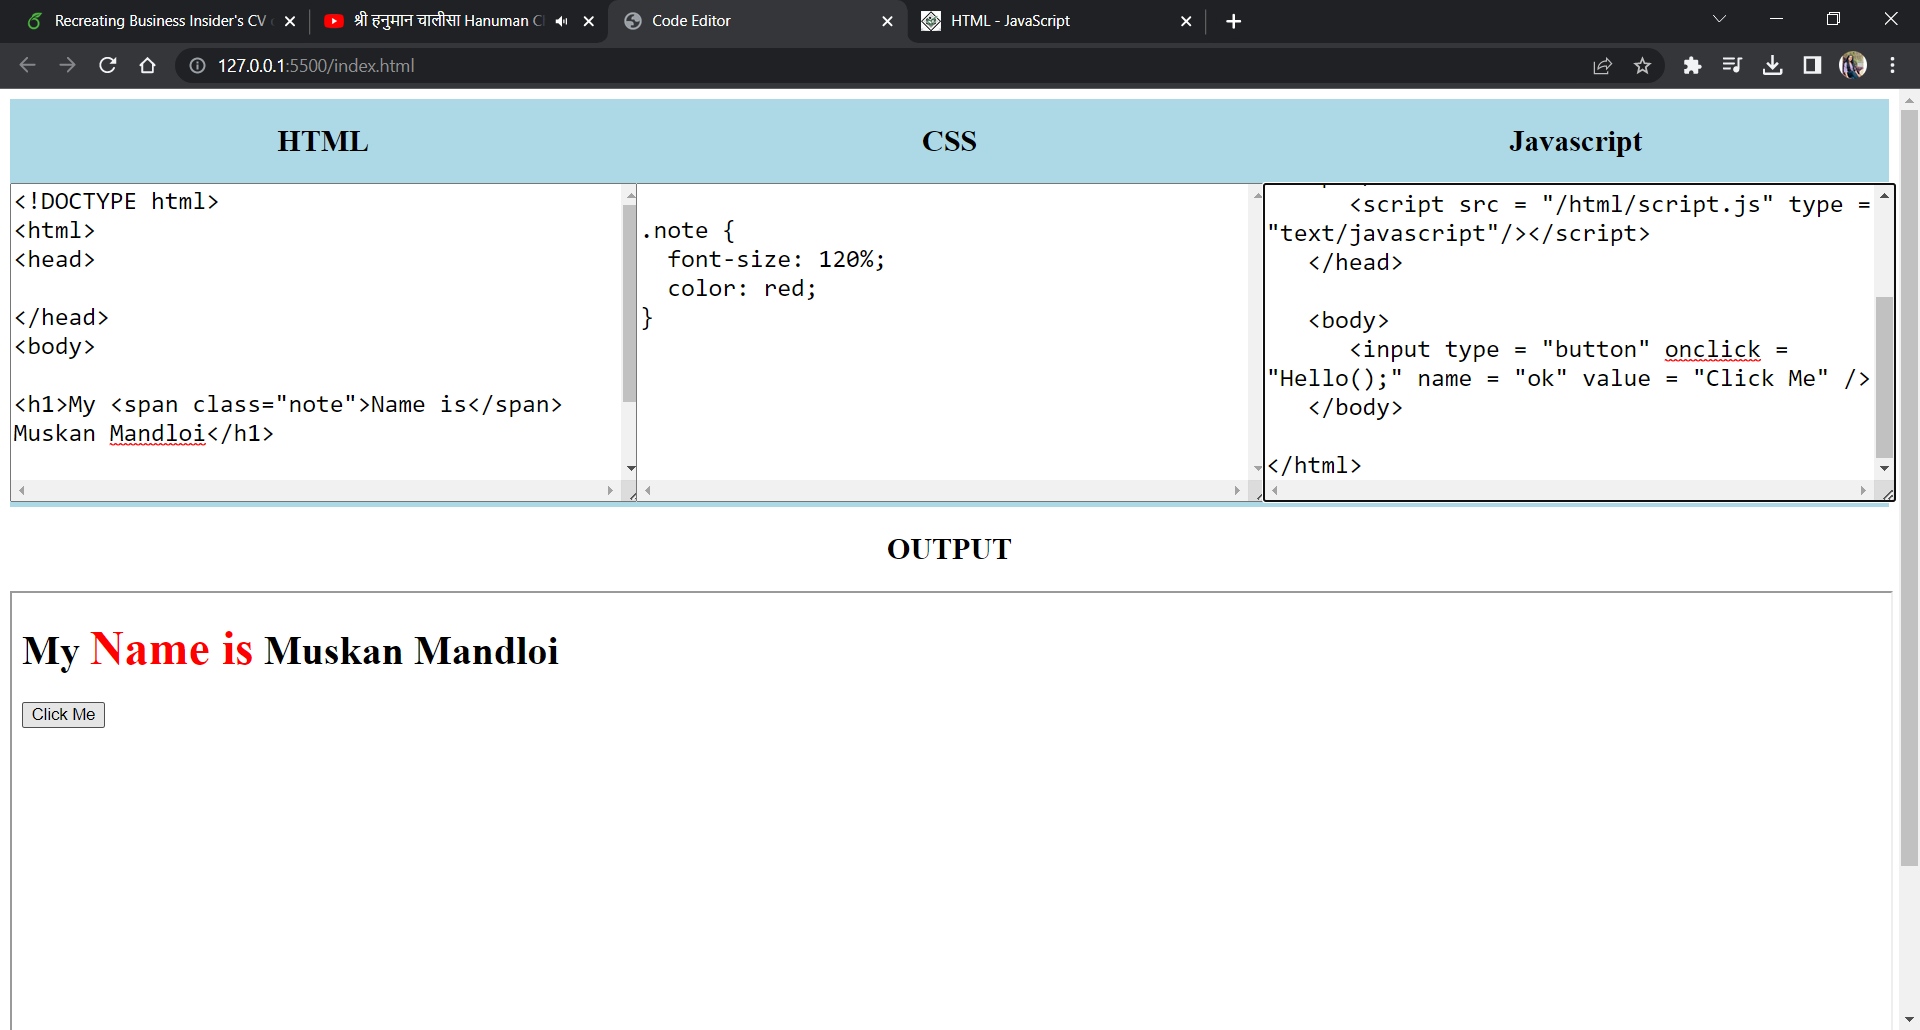 Recreating Business Insider's CV
श्री हनुमान चालीसा Hanuman C
Code Editor
HTML - JavaScript
127.0.0.1:5500/index.html
HTML
CSS
Javascript
<!DOCTYPE html>
<html>
<head>
</head>
<body>
<h1>My <span class="note">Name is</span>
Muskan Mandloi</h1>
.note {
font-size: 120%;
color: red;
}
<script src = "/html/script.js" type =
"text/javascript"/></script>
</head>
<body>
<input type = "button" onclick =
"Hello();" name = "ok" value = "Click Me" />
</body>
</html>
OUTPUT
My Name is Muskan Mandloi
Click Me